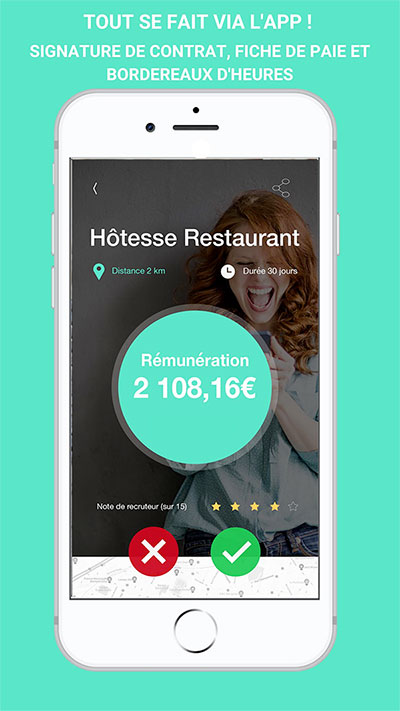 TOUT SE FAIT VIA L'APP !
SIGNATURE DE CONTRAT, FICHE DE PAIE ET
BORDEREAUX D'HEURES
Hôtesse Restaurant
Distance 2 km
Durée 30 jours
Rémunération
2 108,16€
Note de recruteur (sur 15)